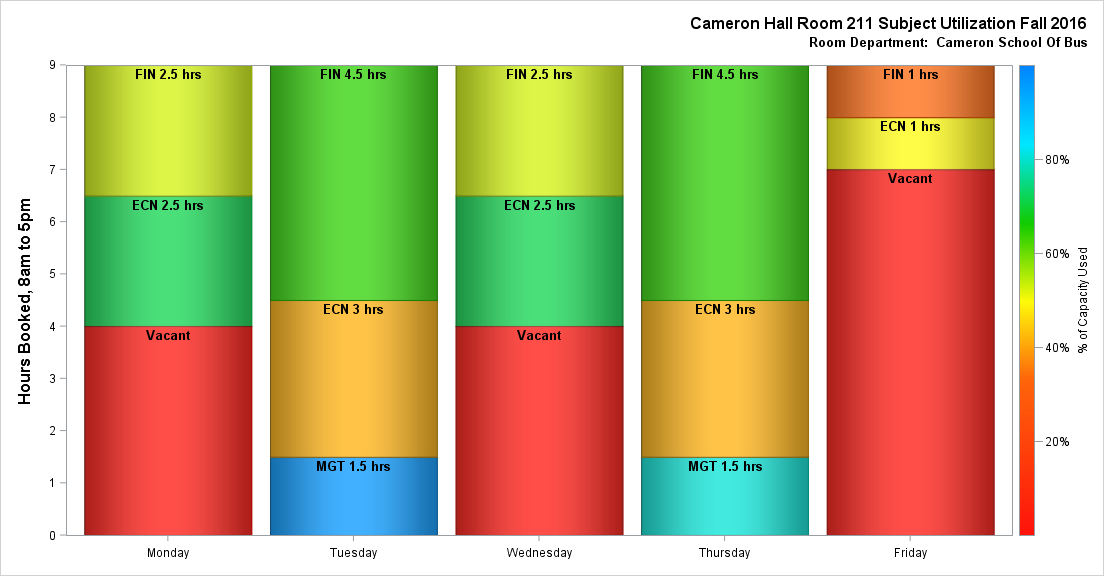 Cameron Hall Room 211 Subject Utilization Fall 2016
Room Department:  Cameron School Of Bus
Hours Booked, 8am to 5pm
9
8
7
6
5
4
3
2
1
0
FIN 2.5 hrs
ECN 2.5 hrs
Vacant
FIN 4.5 hrs
ECN 3 hrs
MGT 1.5 hrs
FIN 2.5 hrs
ECN 2.5 hrs
Vacant
FIN 4.5 hrs
ECN 3 hrs
MGT 1.5 hrs
FIN 1 hrs
ECN 1 hrs
Vacant
Monday
Tuesday
Wednesday
Thursday
Friday
80%
60%
40%
20%
% of Capacity Used